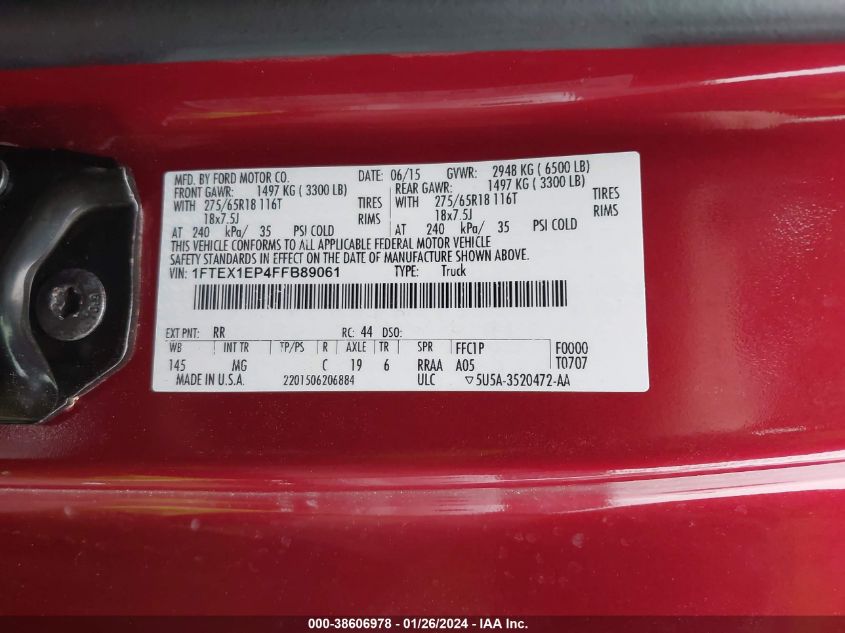 MFD. BY FORD MOTOR CO. DATE: 06/15 GVWR: 2948 KG ( 6500 LB)
FRONT GAWR: 1497 KG ( 3300 LB) REAR GAWR: 1497 KG ( 3300 LB)
WITH 275/65R18 116T TIRES WITH 275/65R18 116T TIRES
18x7.5J RIMS 18x7.5J RIMS
AT 240 kPa/ 35 PSI COLD AT 240 kPa/ 35 PSI COLD
THIS VEHICLE CONFORMS TO ALL APPLICABLE FEDERAL MOTOR VEHICLE
SAFETY STANDARDS IN EFFECT ON THE DATE OF MANUFACTURE SHOWN ABOVE.
VIN: 1FTEX1EP4FFB89061 TYPE: Truck
EXT PNT: RR RC: 44 DSO:
WB INT TR TP/PS R AXLE TR SPR FFC1P F0000
145 MG C 19 6 RRAA A05 T0707
MADE IN U.S.A. 2201506206884 ULC ▽5U5A-3520472-AA
000-38606978 - 01/26/2024 - IAA Inc.